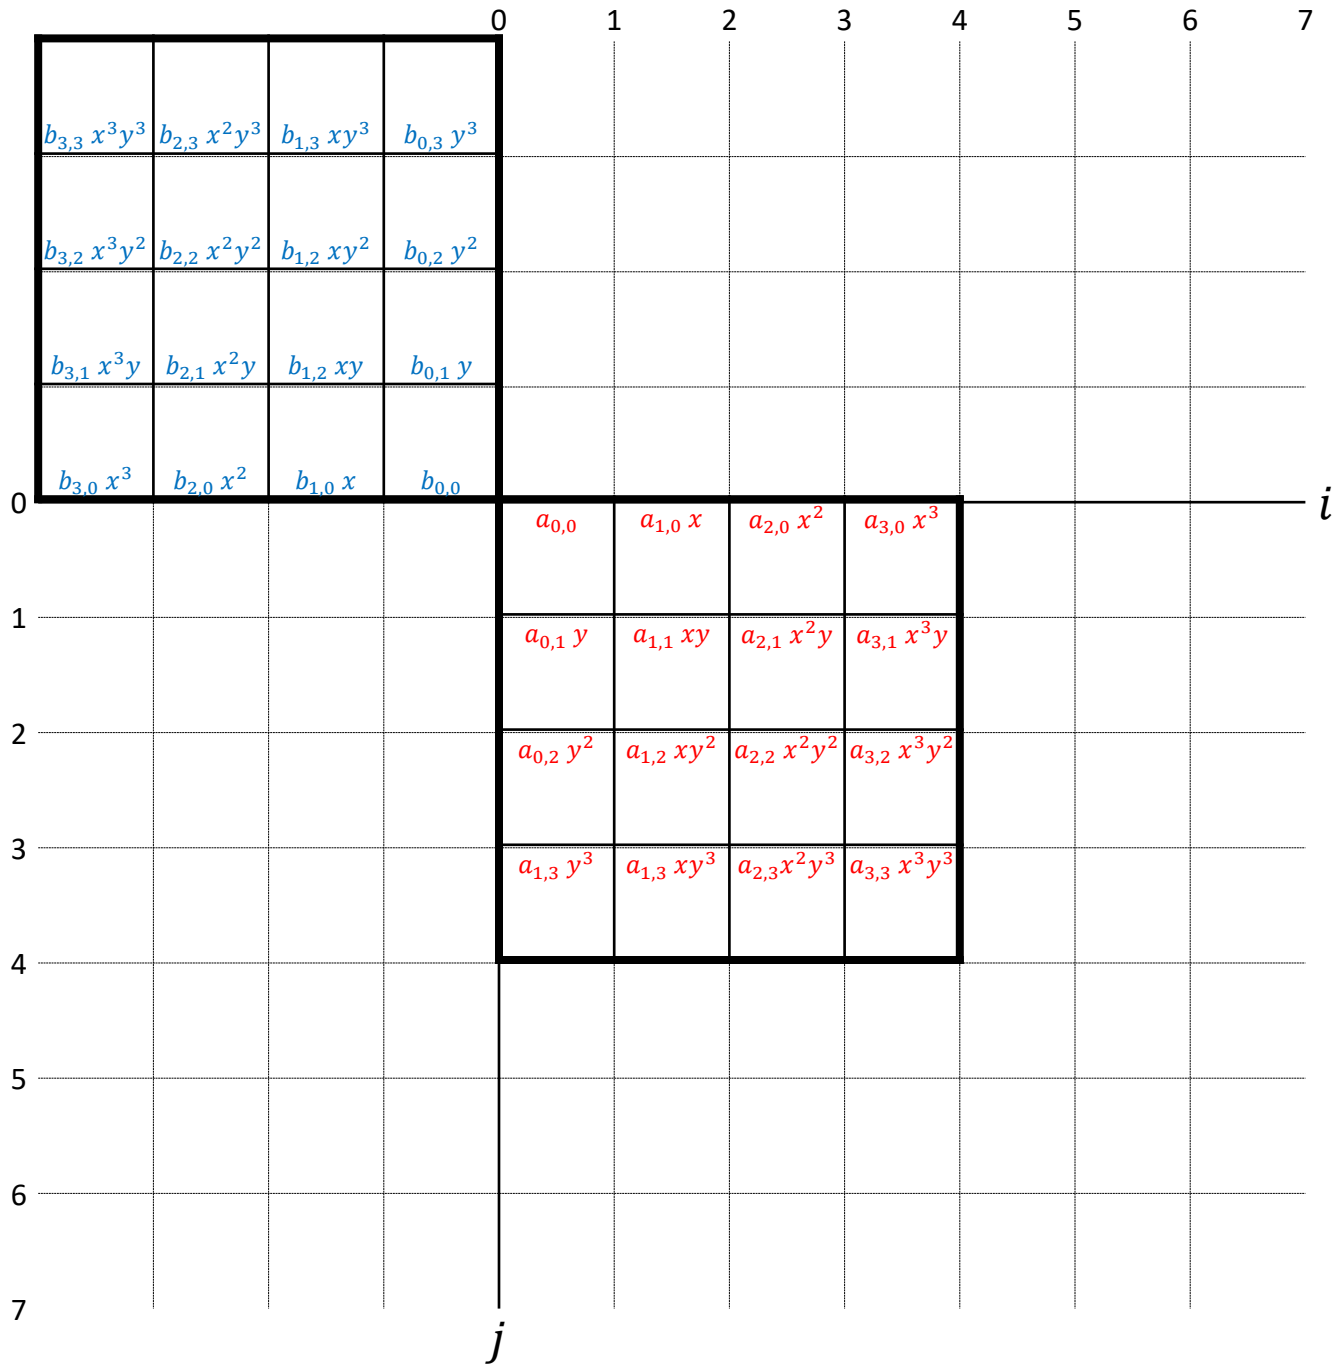 0 1 2 3 4 5 6 7
b₃,₃ x³y³ b₂,₃ x²y³ b₁,₃ xy³ b₀,₃ y³
b₃,₂ x³y² b₂,₂ x²y² b₁,₂ xy² b₀,₂ y²
b₃,₁ x³y b₂,₁ x²y b₁,₂ xy b₀,₁ y
b₃,₀ x³ b₂,₀ x² b₁,₀ x b₀,₀
0 i
a₀,₀ a₁,₀ x a₂,₀ x² a₃,₀ x³
1
a₀,₁ y a₁,₁ xy a₂,₁ x²y a₃,₁ x³y
2
a₀,₂ y² a₁,₂ xy² a₂,₂ x²y² a₃,₂ x³y²
3
a₁,₃ y³ a₁,₃ xy³ a₂,₃x²y³ a₃,₃ x³y³
4
5
6
7
j